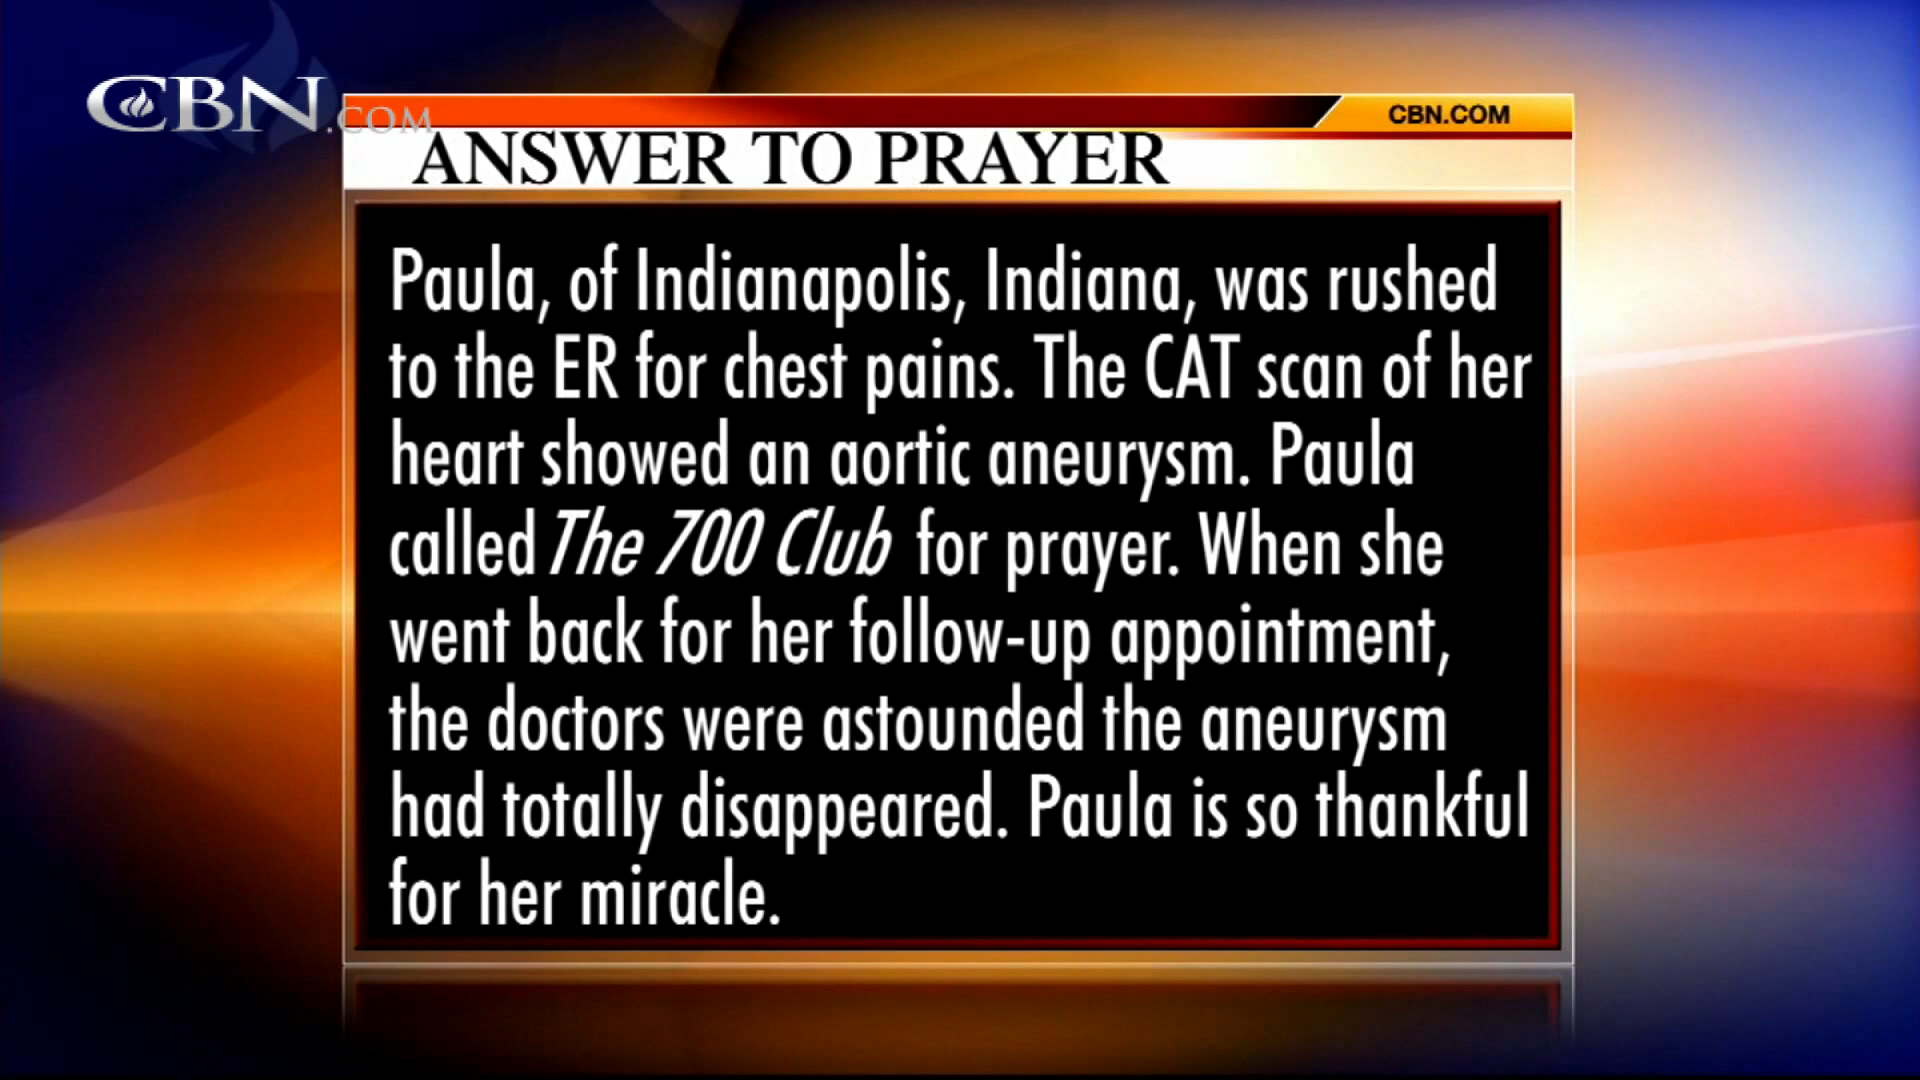 CBN.COM
CBN.COM
ANSWER TO PRAYER
Paula, of Indianapolis, Indiana, was rushed
to the ER for chest pains. The CAT scan of her
heart showed an aortic aneurysm. Paula
called The 700 Club for prayer. When she
went back for her follow-up appointment,
the doctors were astounded the aneurysm
had totally disappeared. Paula is so thankful
for her miracle.